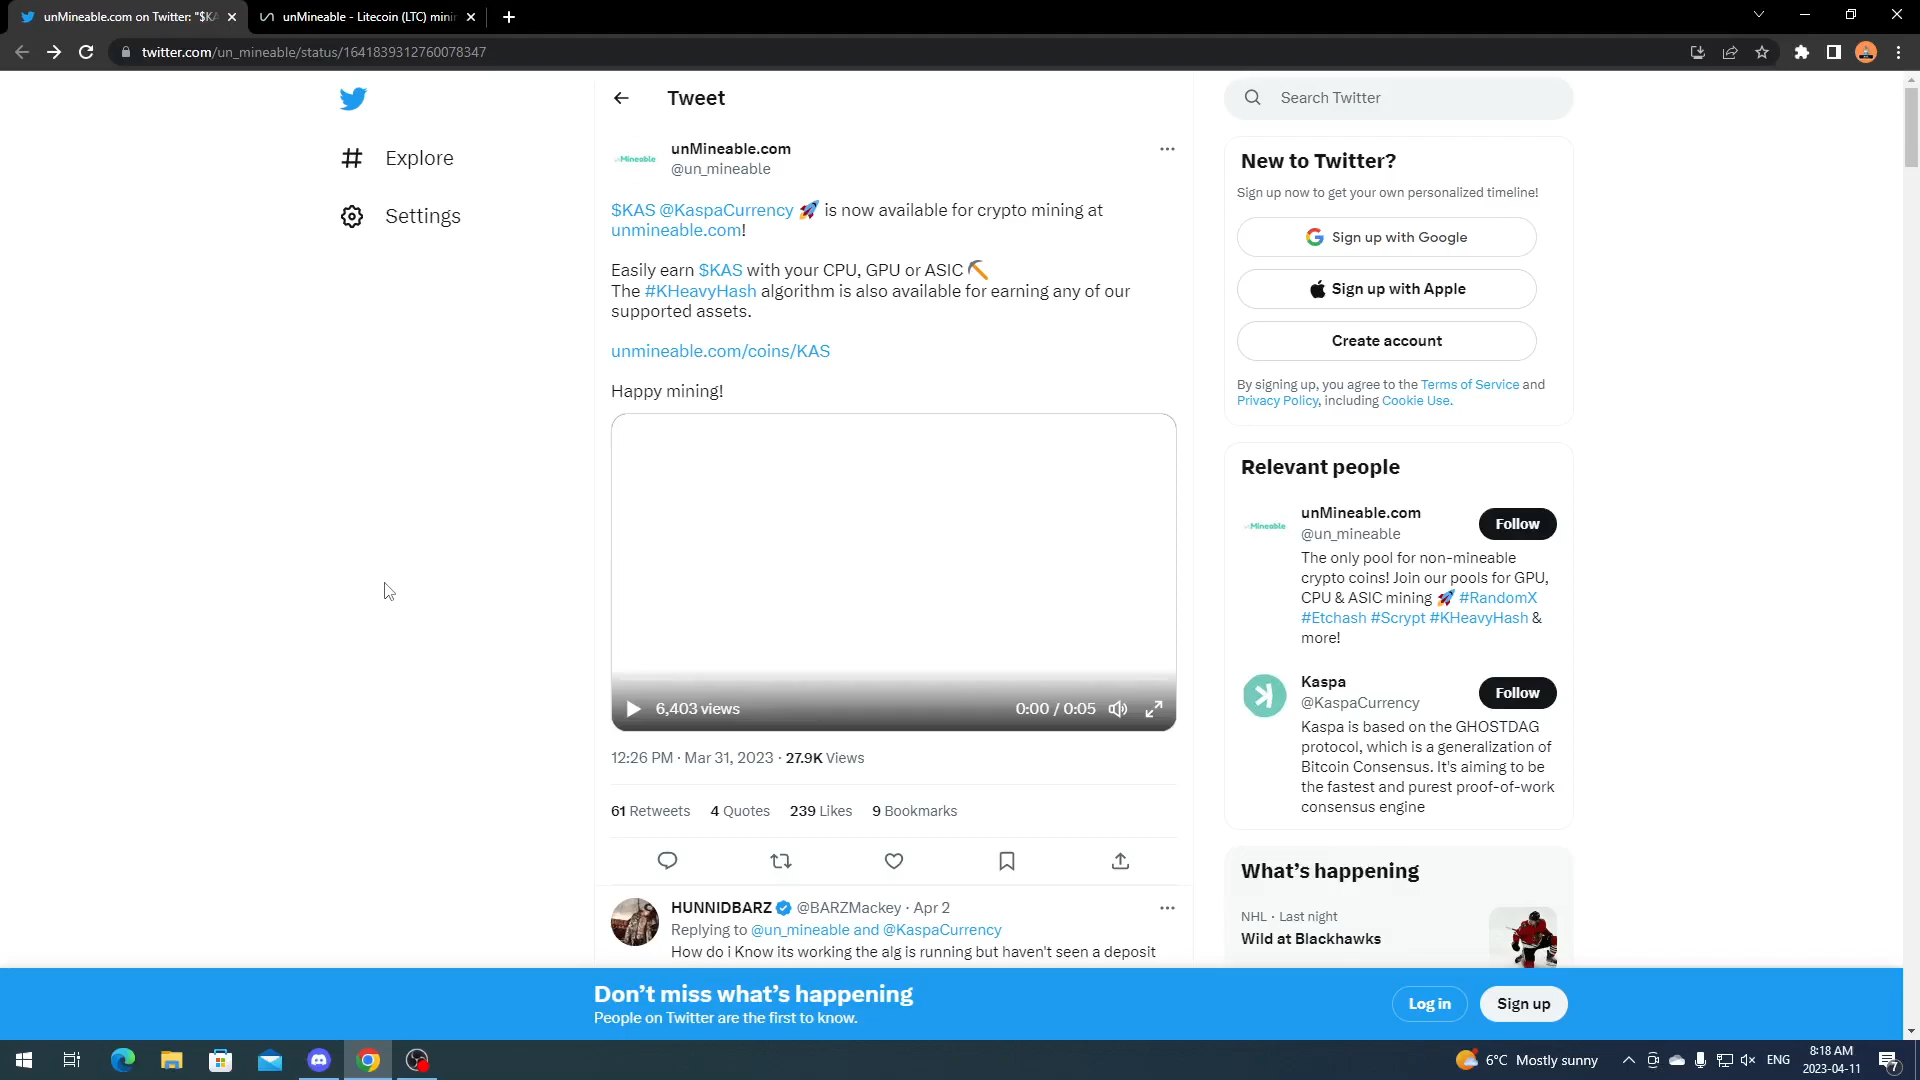 unMineable.com on Twitter: "$KA
unMineable - Litecoin (LTC) mini
twitter.com/un_mineable/status/1641839312760078347
Explore
Settings
Tweet
unMineable.com
@un_mineable
$KAS @KaspaCurrency 🚀 is now available for crypto mining at
unmineable.com!
Easily earn $KAS with your CPU, GPU or ASIC ⛏️
The #KHeavyHash algorithm is also available for earning any of our
supported assets.
unmineable.com/coins/KAS
Happy mining!
6,403 views
0:00 / 0:05
12:26 PM · Mar 31, 2023 · 27.9K Views
61 Retweets 4 Quotes 239 Likes 9 Bookmarks
HUNNIDBARZ @BARZMackey · Apr 2
Replying to @un_mineable and @KaspaCurrency
How do i Know its working the alg is running but haven't seen a deposit
Search Twitter
New to Twitter?
Sign up now to get your own personalized timeline!
Sign up with Google
Sign up with Apple
Create account
By signing up, you agree to the Terms of Service and
Privacy Policy, including Cookie Use.
Relevant people
unMineable.com
@un_mineable
Follow
The only pool for non-mineable
crypto coins! Join our pools for GPU,
CPU & ASIC mining 🚀 #RandomX
#Etchash #Scrypt #KHeavyHash &
more!
Kaspa
@KaspaCurrency
Follow
Kaspa is based on the GHOSTDAG
protocol, which is a generalization of
Bitcoin Consensus. It's aiming to be
the fastest and purest proof-of-work
consensus engine
What's happening
NHL · Last night
Wild at Blackhawks
Don't miss what's happening
People on Twitter are the first to know.
Log in
Sign up
6°C Mostly sunny
ENG
8:18 AM
2023-04-11
7